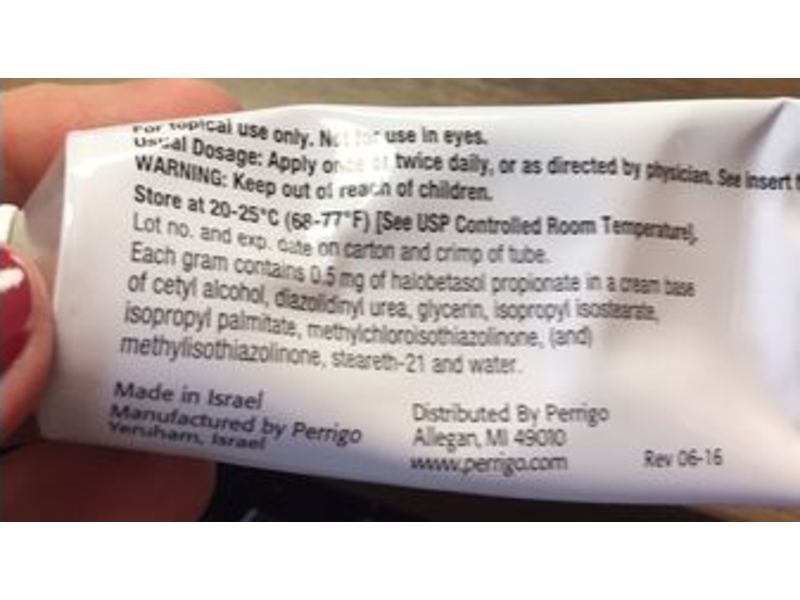 For topical use only. Not for use in eyes.
Usual Dosage: Apply once or twice daily, or as directed by physician. See insert
WARNING: Keep out of reach of children.
Store at 20-25°C (68-77°F) [See USP Controlled Room Temperature].
Lot no. and exp. date on carton and crimp of tube.
Each gram contains 0.5 mg of halobetasol propionate in a cream base
of cetyl alcohol, diazolidinyl urea, glycerin, isopropyl isostearate,
isopropyl palmitate, methylchloroisothiazolinone, (and)
methylisothiazolinone, steareth-21 and water.
Made in Israel
Manufactured by Perrigo
Yeruham, Israel
Distributed By Perrigo
Allegan, MI 49010
www.perrigo.com
Rev 06-16